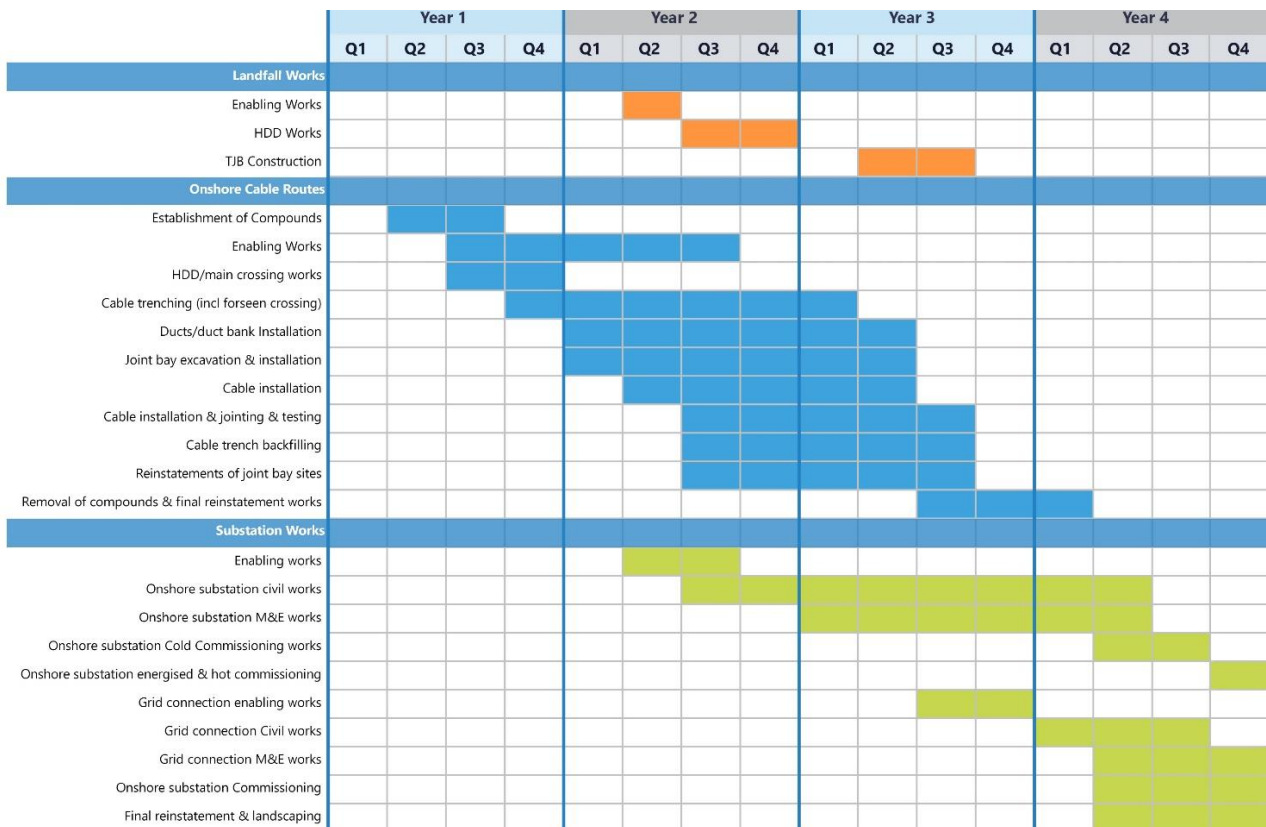 Year 1 Year 2 Year 3 Year 4
Q1 Q2 Q3 Q4 Q1 Q2 Q3 Q4 Q1 Q2 Q3 Q4 Q1 Q2 Q3 Q4
Landfall Works
Enabling Works
HDD Works
TJB Construction
Onshore Cable Routes
Establishment of Compounds
Enabling Works
HDD/main crossing works
Cable trenching (incl forseen crossing)
Ducts/duct bank Installation
Joint bay excavation & installation
Cable installation
Cable installation & jointing & testing
Cable trench backfilling
Reinstatements of joint bay sites
Removal of compounds & final reinstatement works
Substation Works
Enabling works
Onshore substation civil works
Onshore substation M&E works
Onshore substation Cold Commissioning works
Onshore substation energised & hot commissioning
Grid connection enabling works
Grid connection Civil works
Grid connection M&E works
Onshore substation Commissioning
Final reinstatement & landscaping